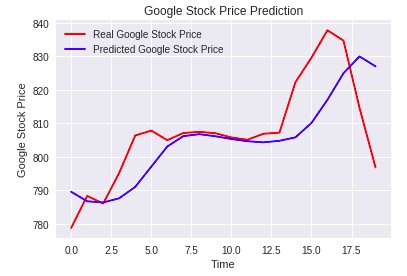 Google Stock Price Prediction
Real Google Stock Price
Predicted Google Stock Price
Google Stock Price
840
830
820
810
800
790
780
0.0 2.5 5.0 7.5 10.0 12.5 15.0 17.5
Time